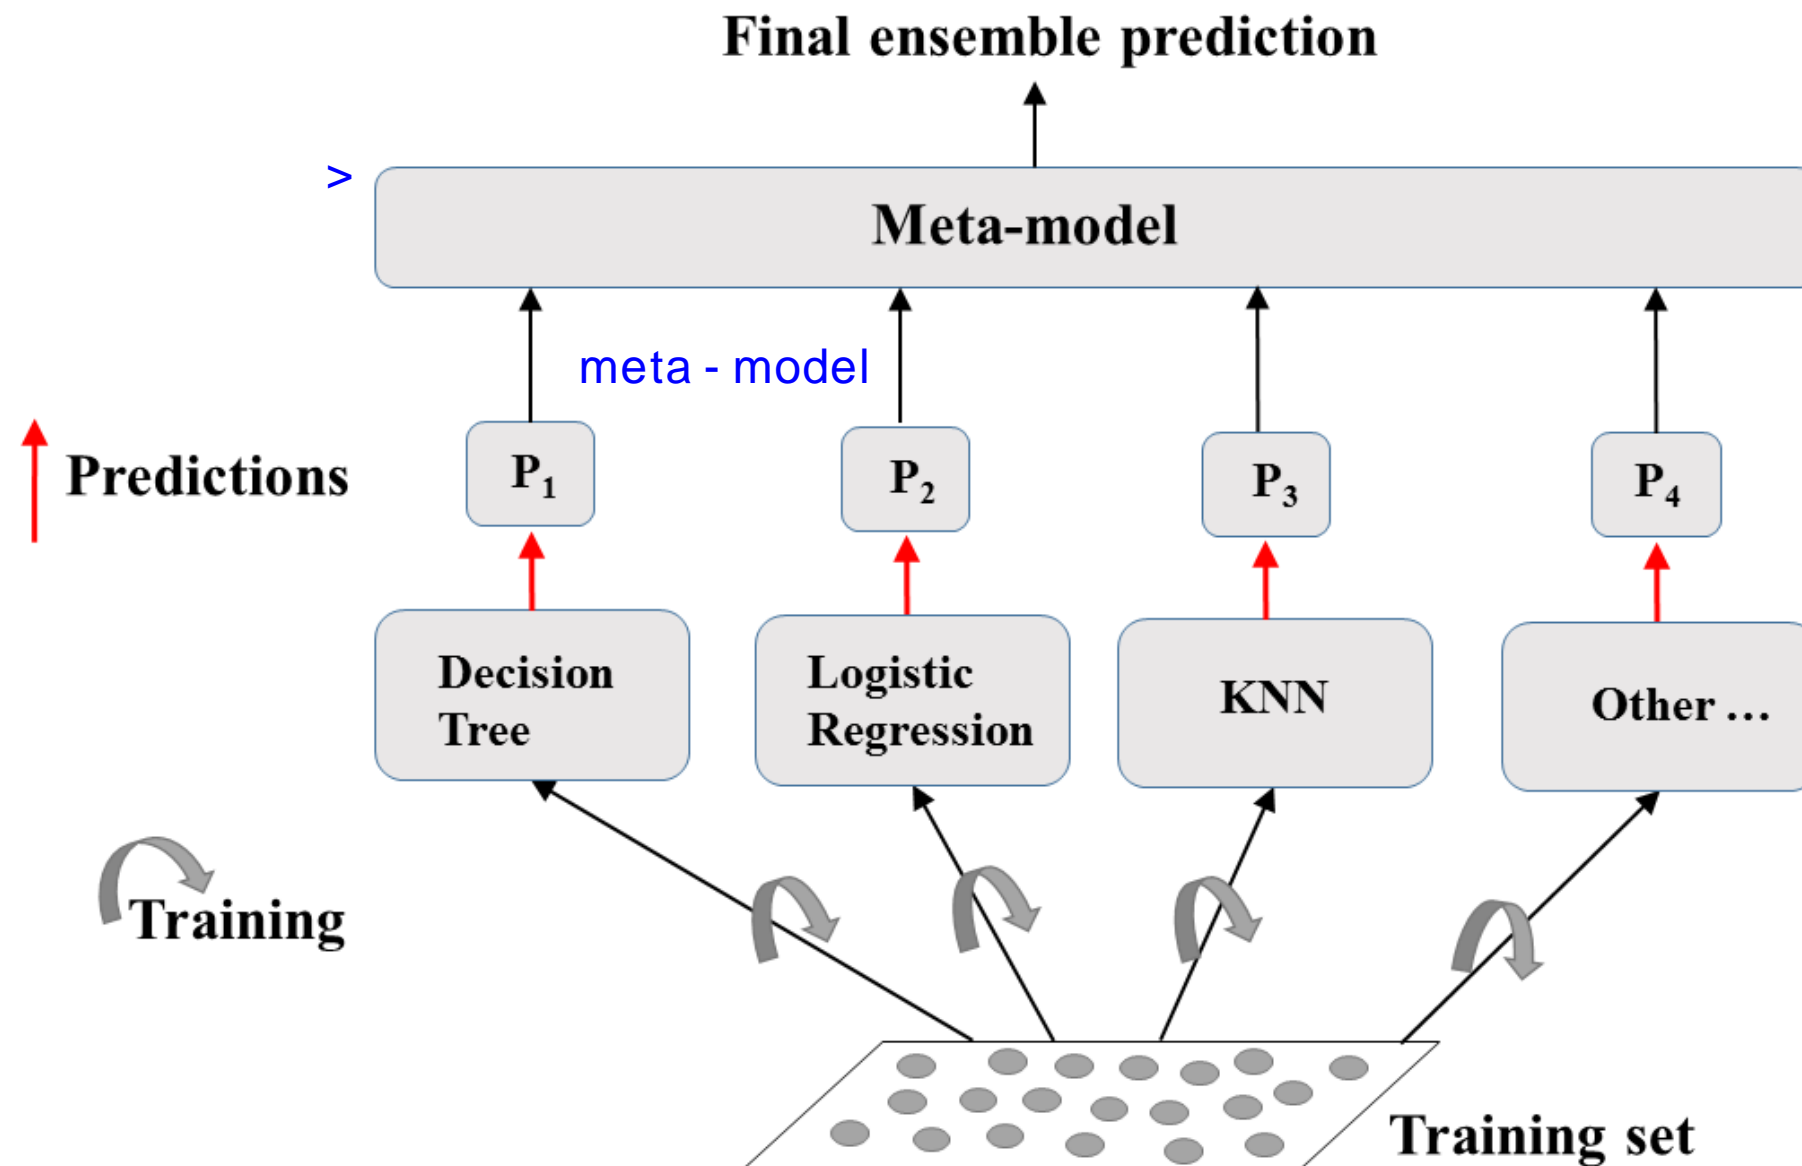 Final ensemble prediction
>
Meta-model
meta - model
Predictions
P₁
P₂
P₃
P₄
Decision
Tree
Logistic
Regression
KNN
Other ...
Training
Training set